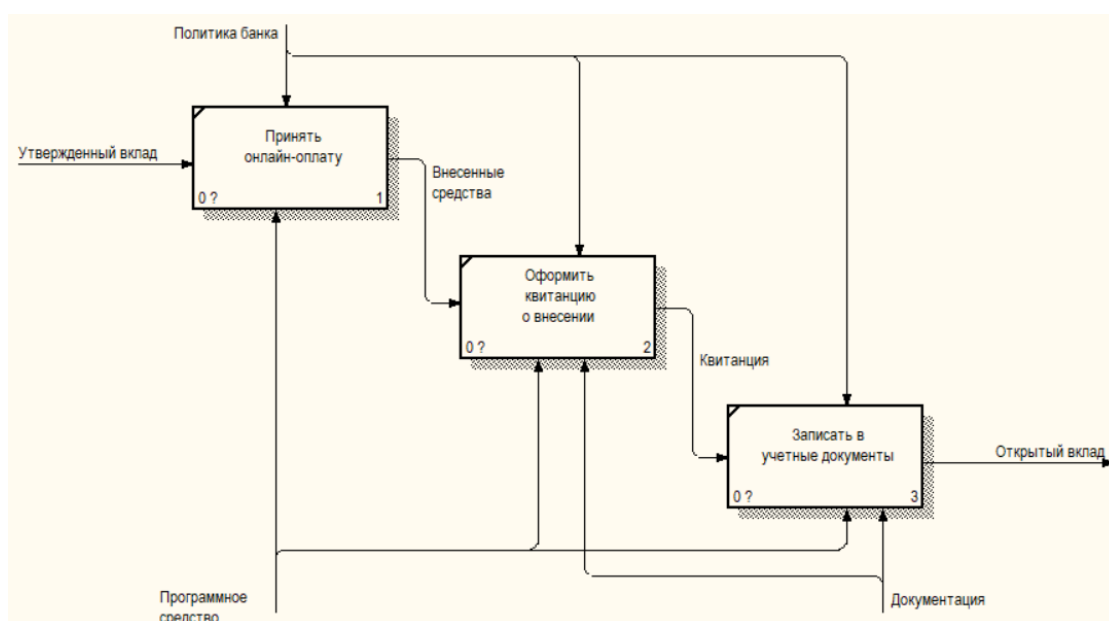 Политика банка
Принять
онлайн-оплату
Утвержденный вклад
0 ?
1
Внесенные
средства
Оформить
квитанцию
о внесении
0 ?
2
Квитанция
Записать в
учетные документы
0 ?
3
Открытый вклад
Программное
средство
Документация